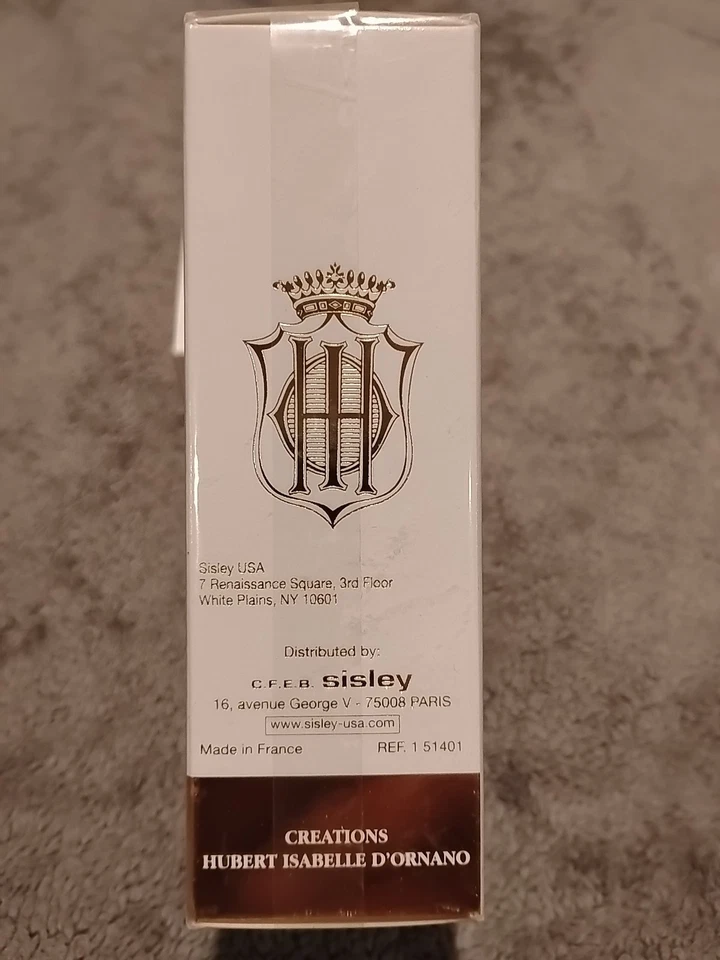 Sisley USA
7 Renaissance Square, 3rd Floor
White Plains, NY 10601
Distributed by:
C.F.E.B. sisley
16, avenue George V - 75008 PARIS
www.sisley-usa.com
Made in France REF. 1 51401
CREATIONS
HUBERT ISABELLE D'ORNANO